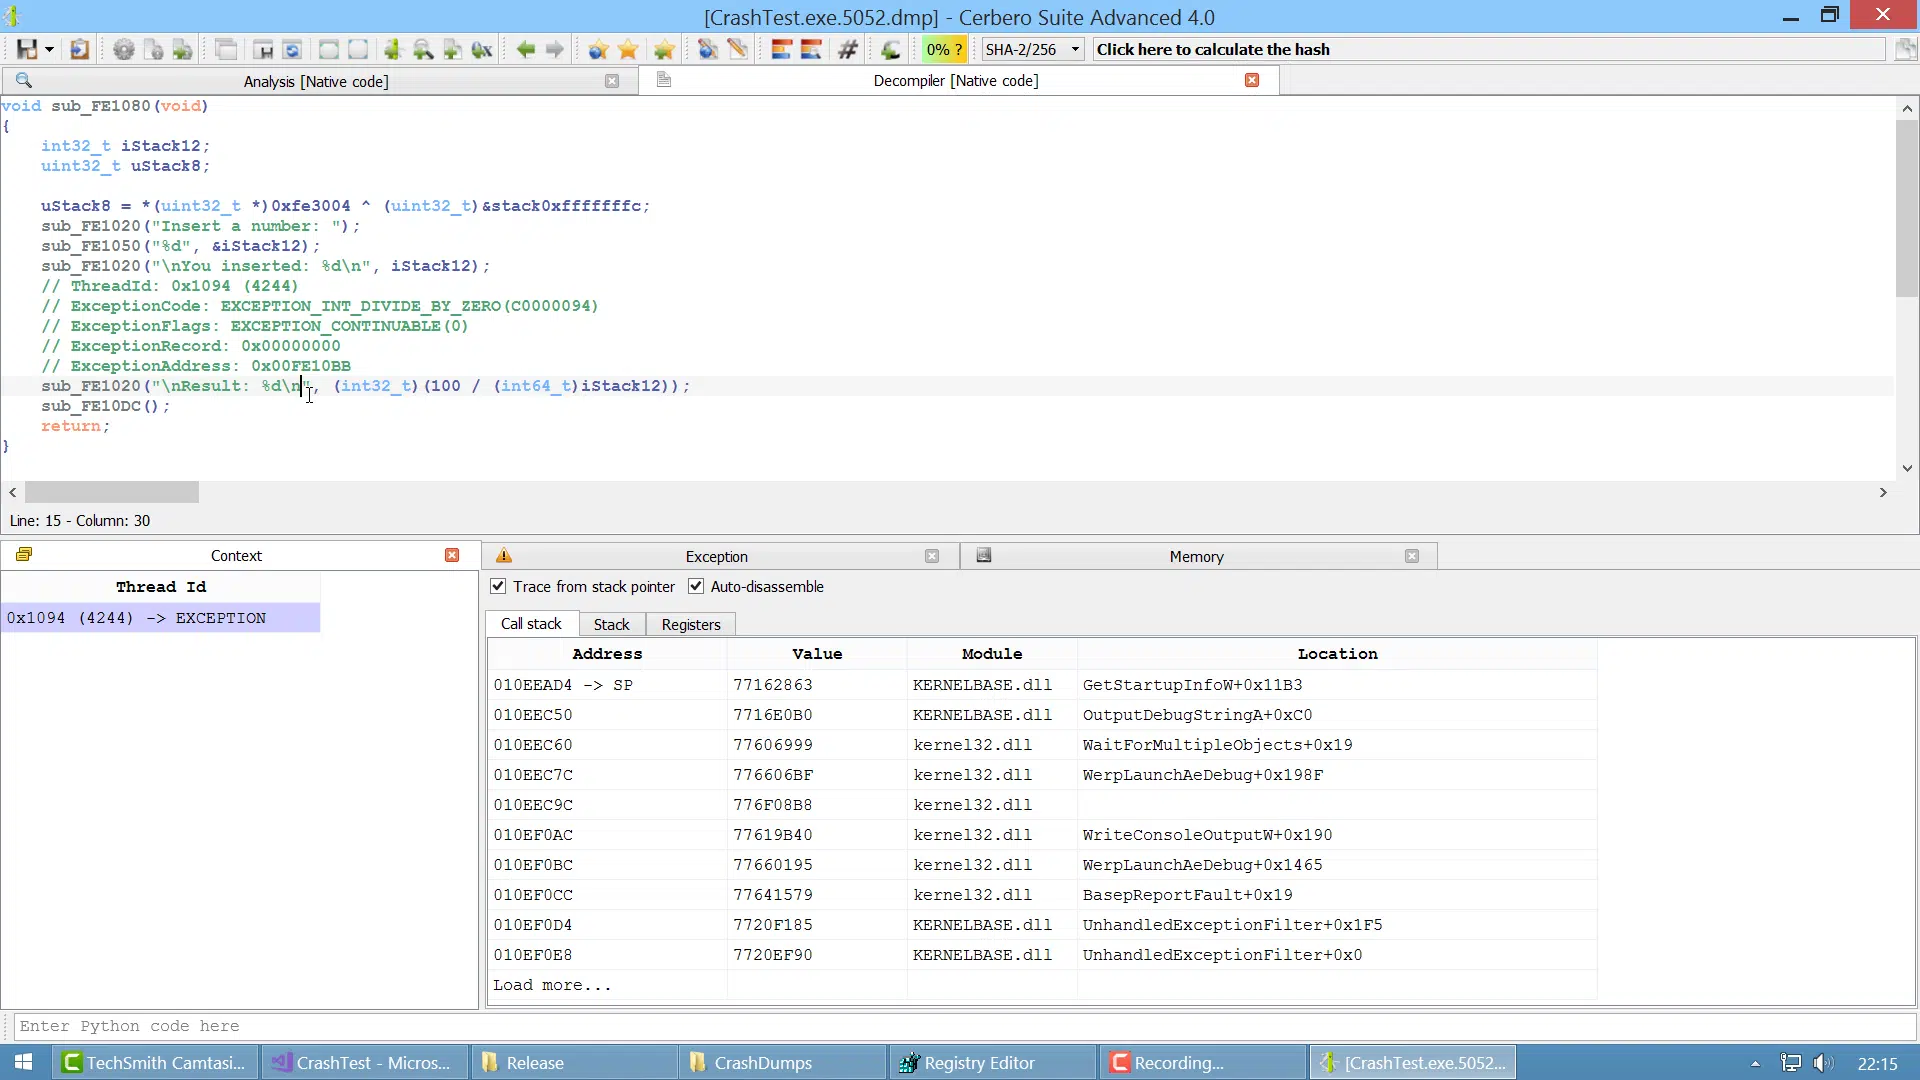 [CrashTest.exe.5052.dmp] - Cerbero Suite Advanced 4.0
0% ? SHA-2/256 Click here to calculate the hash
Analysis [Native code] Decompiler [Native code]
void sub_FE1080(void)
{
int32_t iStack12;
uint32_t uStack8;
uStack8 = *(uint32_t *)0xfe3004 ^ (uint32_t)&stack0xfffffffc;
sub_FE1020("Insert a number: ");
sub_FE1050("%d", &iStack12);
sub_FE1020("\nYou inserted: %d\n", iStack12);
// ThreadId: 0x1094 (4244)
// ExceptionCode: EXCEPTION_INT_DIVIDE_BY_ZERO(C0000094)
// ExceptionFlags: EXCEPTION_CONTINUABLE(0)
// ExceptionRecord: 0x00000000
// ExceptionAddress: 0x00FE10BB
sub_FE1020("\nResult: %d\n", (int32_t)(100 / (int64_t)iStack12));
sub_FE10DC();
return;
}
Line: 15 - Column: 30
Context Exception Memory
Thread Id
0x1094 (4244) -> EXCEPTION
Trace from stack pointer Auto-disassemble
Call stack Stack Registers
Address Value Module Location
010EEAD4 -> SP 77162863 KERNELBASE.dll GetStartupInfoW+0x11B3
010EEC50 7716E0B0 KERNELBASE.dll OutputDebugStringA+0xC0
010EEC60 77606999 kernel32.dll WaitForMultipleObjects+0x19
010EEC7C 776606BF kernel32.dll WerpLaunchAeDebug+0x198F
010EEC9C 776F08B8 kernel32.dll
010EF0AC 77619B40 kernel32.dll WriteConsoleOutputW+0x190
010EF0BC 77660195 kernel32.dll WerpLaunchAeDebug+0x1465
010EF0CC 77641579 kernel32.dll BasepReportFault+0x19
010EF0D4 7720F185 KERNELBASE.dll UnhandledExceptionFilter+0x1F5
010EF0E8 7720EF90 KERNELBASE.dll UnhandledExceptionFilter+0x0
Load more...
Enter Python code here
TechSmith Camtasi... CrashTest - Micros... Release CrashDumps Registry Editor Recording... [CrashTest.exe.5052... 22:15